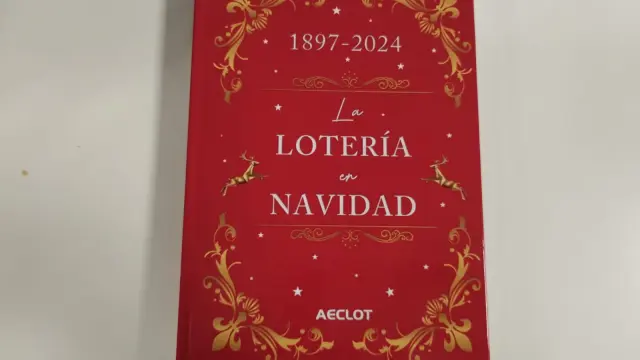 1897-2024
La
LOTERÍA
en
NAVIDAD
AECLOT